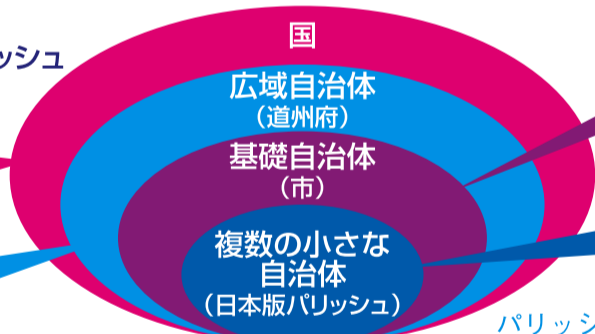 国
ッシュ
広域自治体
（道州府）
基礎自治体
（市）
複数の小さな
自治体
（日本版パリッシュ）
パリッシ